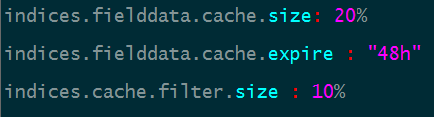 indices.fielddata.cache.size: 20%
indices.fielddata.cache.expire : "48h"
indices.cache.filter.size : 10%